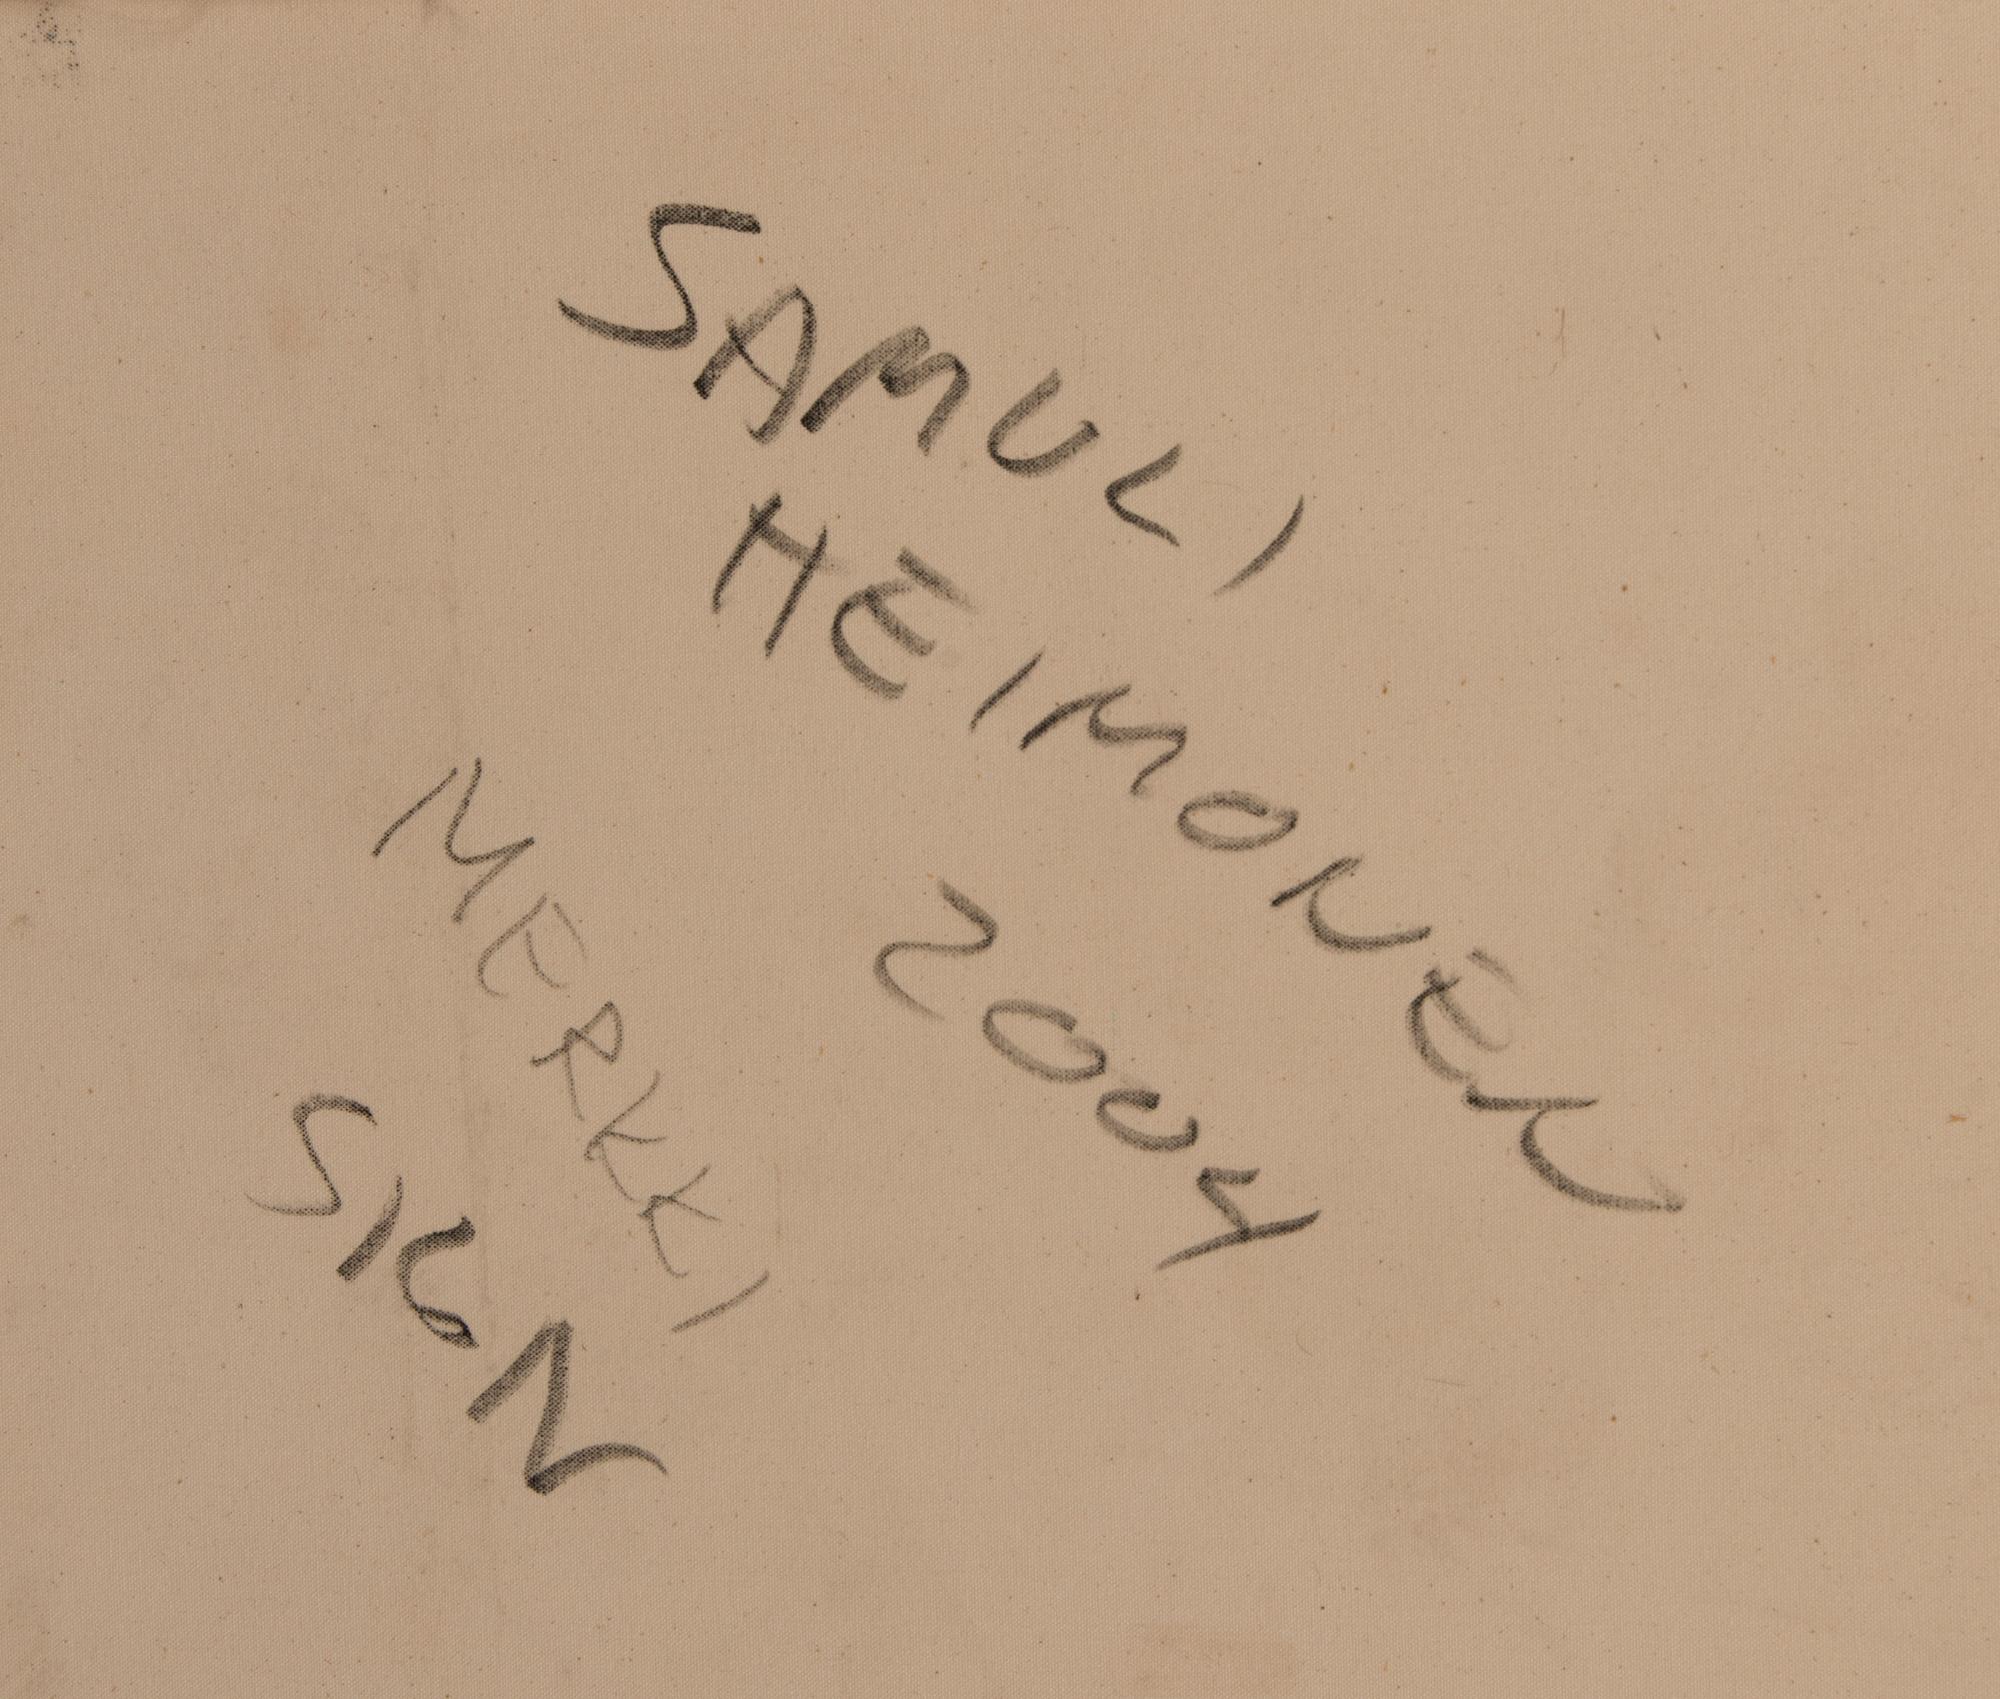 SAMULI
HEIMONEN
2004
MERKKI
SIGN